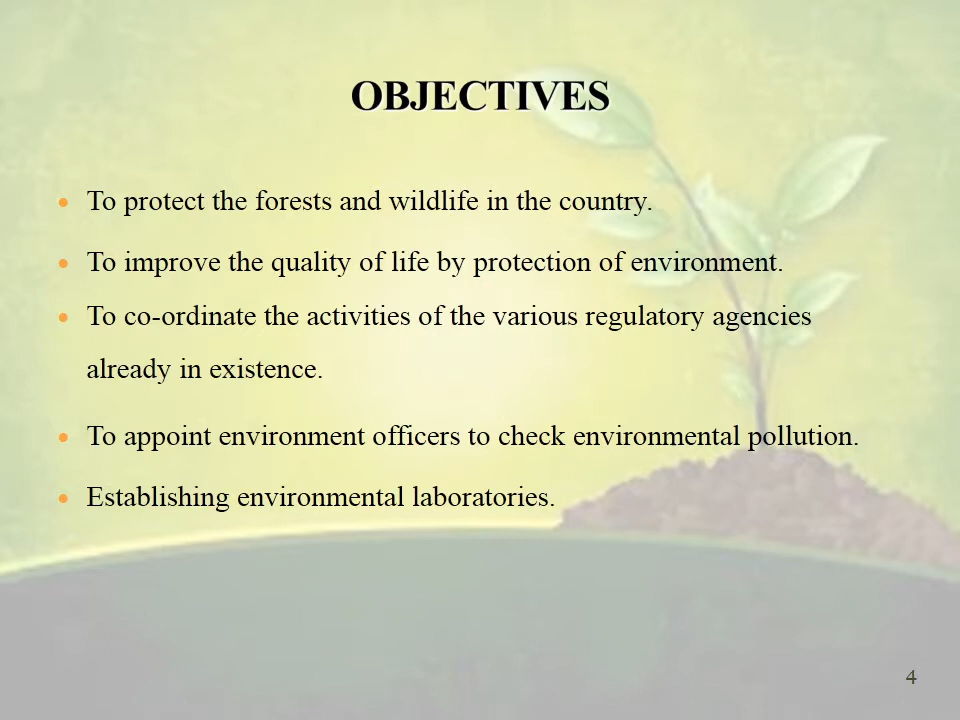 OBJECTIVES
• To protect the forests and wildlife in the country.
• To improve the quality of life by protection of environment.
• To co-ordinate the activities of the various regulatory agencies
already in existence.
• To appoint environment officers to check environmental pollution.
• Establishing environmental laboratories.
4